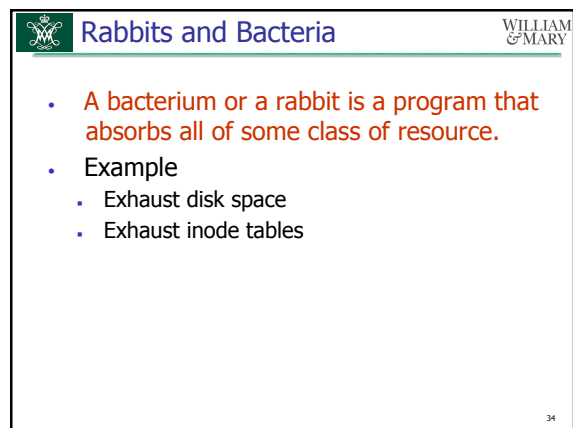 Rabbits and Bacteria
WILLIAM
& MARY
• A bacterium or a rabbit is a program that
absorbs all of some class of resource.
• Example
▪ Exhaust disk space
▪ Exhaust inode tables
34